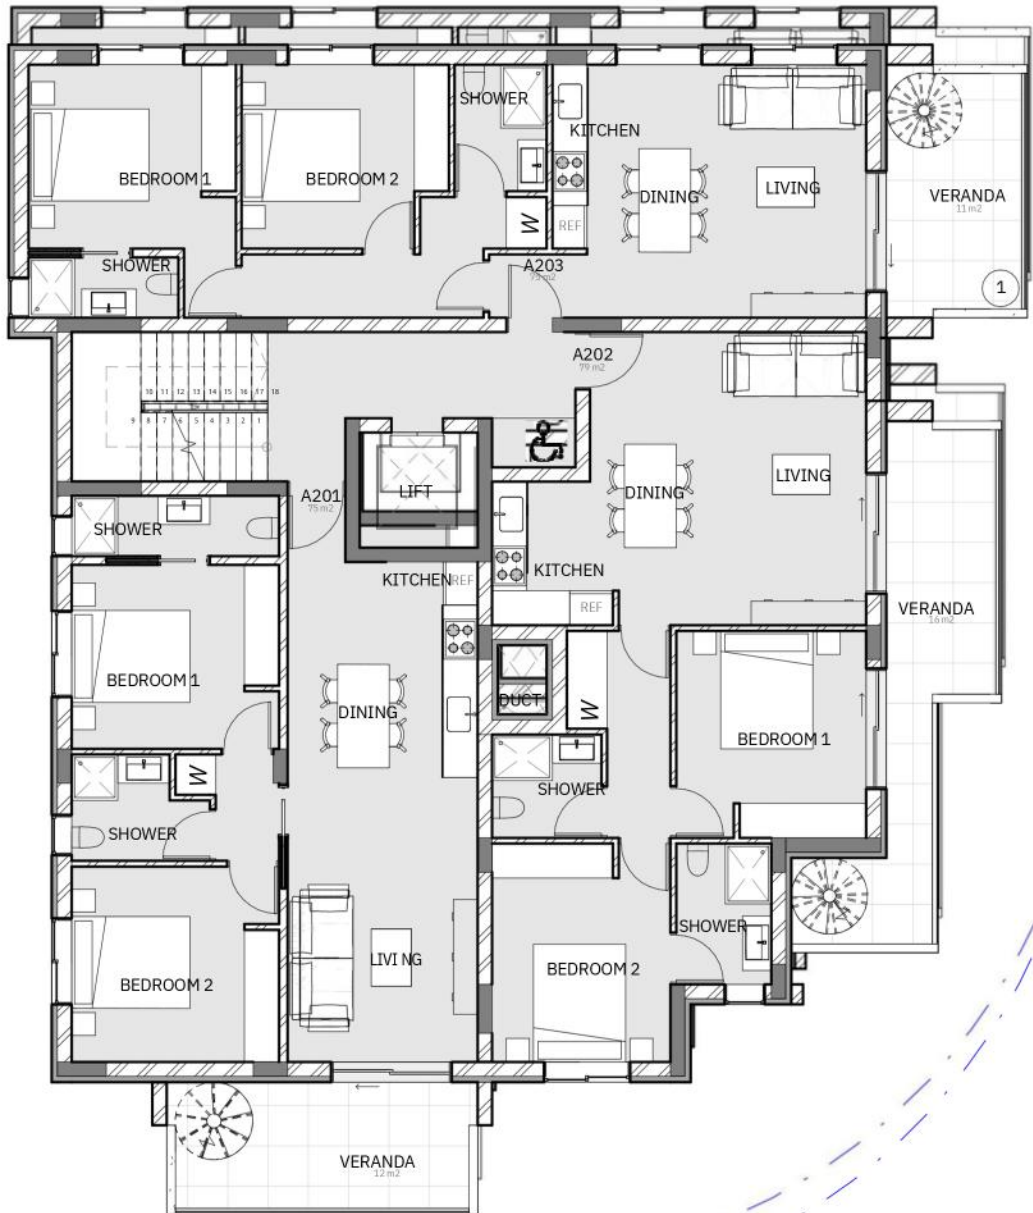 BEDROOM 1
BEDROOM 2
SHOWER
KITCHEN
DINING
LIVING
VERANDA
11 m2
W
REF
SHOWER
A203
75 m2
1
A202
79 m2
10 11 12 13 14 15 16 17 18
9 8 7 6 5 4 3 2 1
LIFT
A201
75 m2
DINING
LIVING
SHOWER
KITCHEN
REF
KITCHEN
REF
VERANDA
16 m2
BEDROOM 1
DINING
DUCT
W
BEDROOM 1
W
SHOWER
SHOWER
LIVING
BEDROOM 2
BEDROOM 2
SHOWER
VERANDA
12 m2